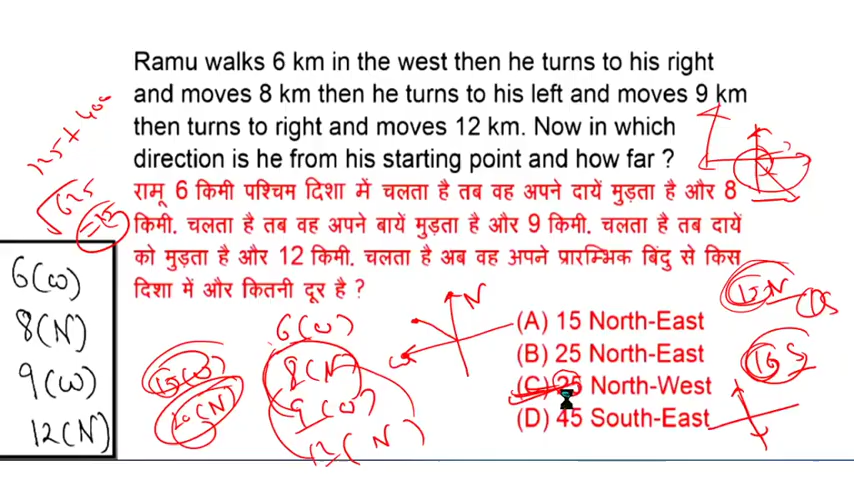 Ramu walks 6 km in the west then he turns to his right
and moves 8 km then he turns to his left and moves 9 km
then turns to right and moves 12 km. Now in which
direction is he from his starting point and how far ?
रामू 6 किमी पश्चिम दिशा में चलता है तब वह अपने दायें मुड़ता है और 8
किमी. चलता है तब वह अपने बायें मुड़ता है और 9 किमी. चलता है तब दायें
को मुड़ता है और 12 किमी. चलता है अब वह अपने प्रारम्भिक बिंदु से किस
दिशा में और कितनी दूर है ?
(A) 15 North-East
(B) 25 North-East
(C) 25 North-West
(D) 45 South-East
6(W)
8(N)
9(W)
12(N)
√625
6(W)
8(N)
9(W)
12(N)
15(W)
20(N)
N
W